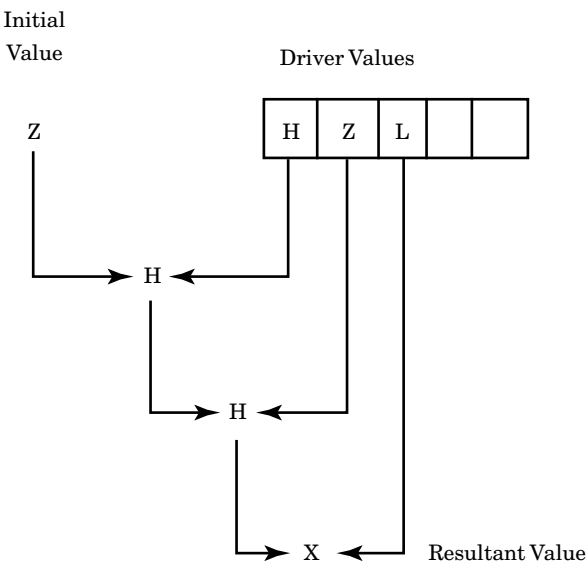 Initial
Value
Driver Values
Z
H Z L
H
H
X
Resultant Value